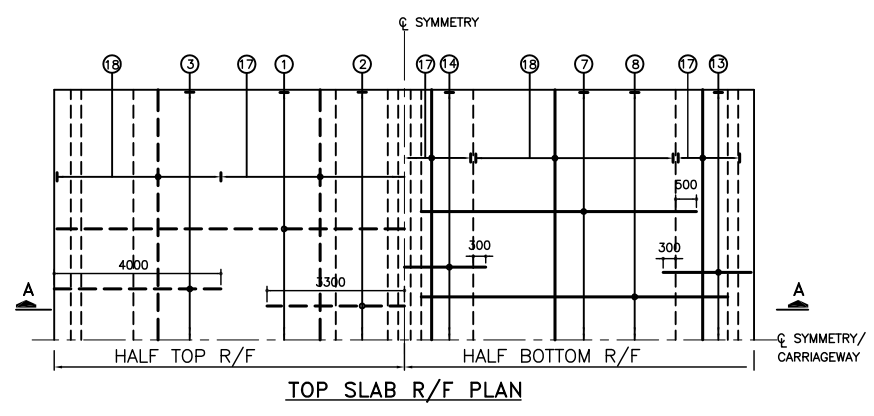 ℄ SYMMETRY
18 3 17 1 2 17 14 18 7 8 17 13
500
300 300
4000
3300
A A
℄ SYMMETRY/
CARRIAGEWAY
HALF TOP R/F HALF BOTTOM R/F
TOP SLAB R/F PLAN